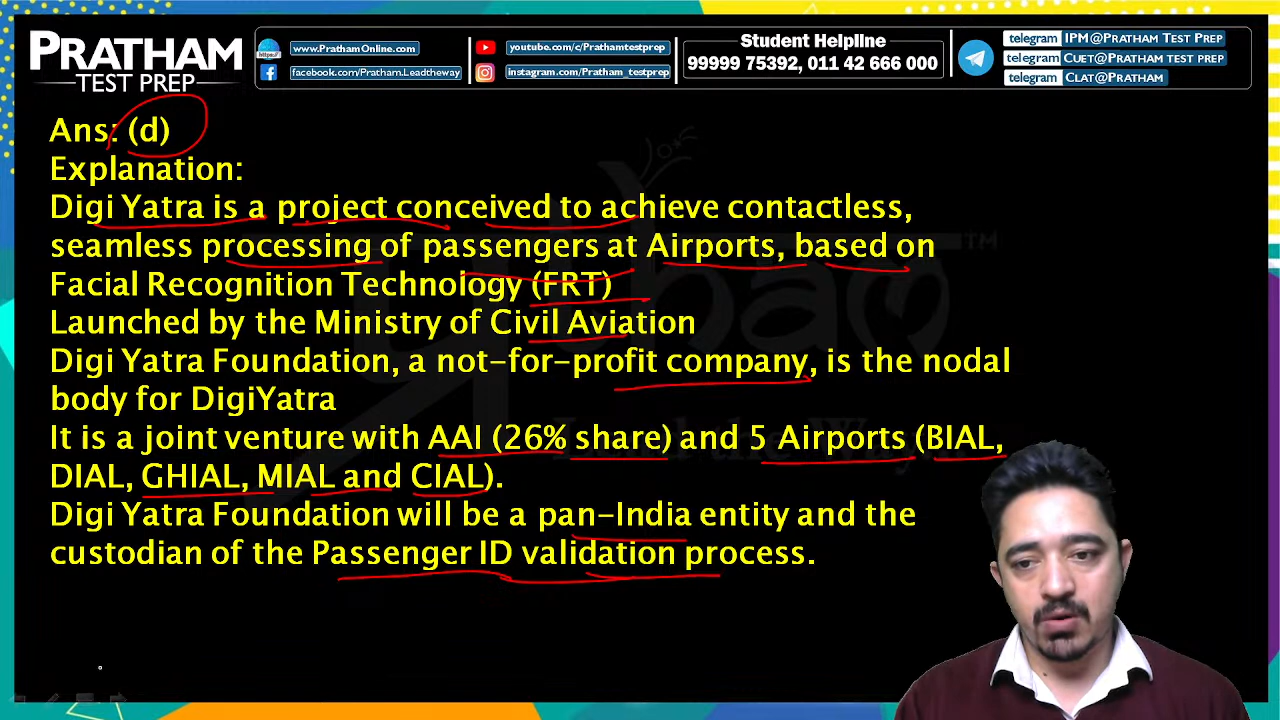 PRATHAM
TEST PREP
https://
www.PrathamOnline.com
facebook.com/Pratham.Leadtheway
youtube.com/c/Prathamtestprep
instagram.com/Pratham_testprep
Student Helpline
99999 75392, 011 42 666 000
telegram IPM@PRATHAM TEST PREP
telegram CUET@PRATHAM TEST PREP
telegram CLAT@PRATHAM
Ans: (d)
Explanation:
Digi Yatra is a project conceived to achieve contactless,
seamless processing of passengers at Airports, based on
Facial Recognition Technology (FRT)
Launched by the Ministry of Civil Aviation
Digi Yatra Foundation, a not-for-profit company, is the nodal
body for DigiYatra
It is a joint venture with AAI (26% share) and 5 Airports (BIAL,
DIAL, GHIAL, MIAL and CIAL).
Digi Yatra Foundation will be a pan-India entity and the
custodian of the Passenger ID validation process.